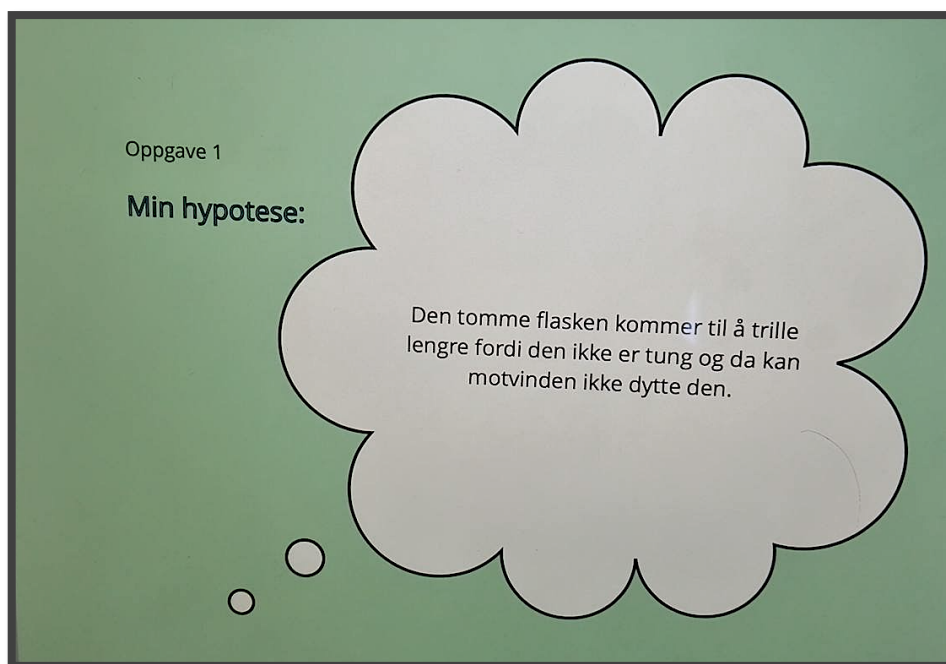 Oppgave 1
Min hypotese:
Den tomme flasken kommer til å trille
lengre fordi den ikke er tung og da kan
motvinden ikke dytte den.